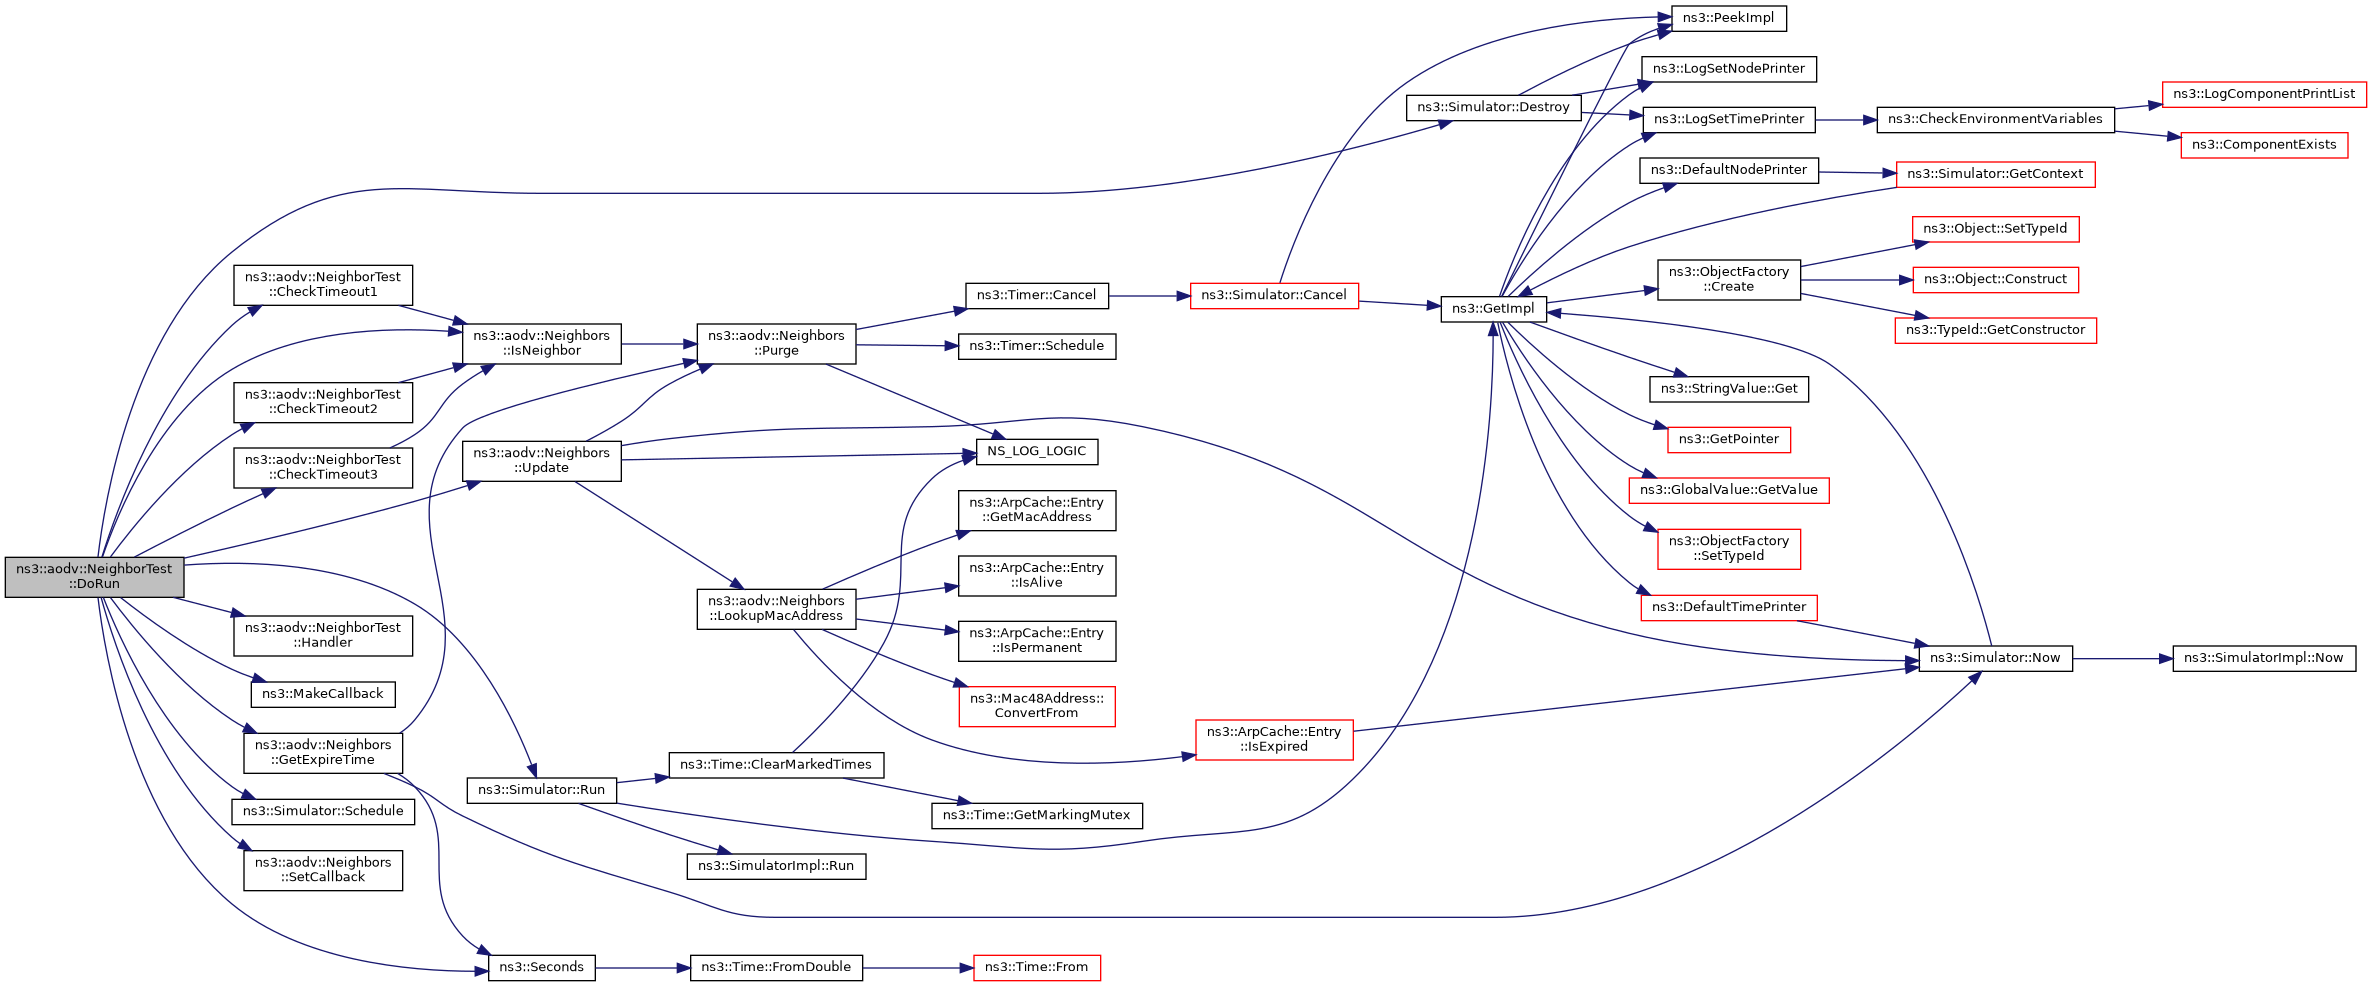 ns3::aodv::NeighborTest
::DoRun
ns3::aodv::NeighborTest
::CheckTimeout1
ns3::aodv::NeighborTest
::CheckTimeout2
ns3::aodv::NeighborTest
::CheckTimeout3
ns3::aodv::NeighborTest
::Handler
ns3::MakeCallback
ns3::aodv::Neighbors
::GetExpireTime
ns3::Simulator::Schedule
ns3::aodv::Neighbors
::SetCallback
ns3::aodv::Neighbors
::IsNeighbor
ns3::aodv::Neighbors
::Update
ns3::Simulator::Run
ns3::Seconds
ns3::aodv::Neighbors
::Purge
ns3::aodv::Neighbors
::LookupMacAddress
ns3::Time::ClearMarkedTimes
ns3::SimulatorImpl::Run
ns3::Time::FromDouble
ns3::Timer::Cancel
ns3::Timer::Schedule
NS_LOG_LOGIC
ns3::ArpCache::Entry
::GetMacAddress
ns3::ArpCache::Entry
::IsAlive
ns3::ArpCache::Entry
::IsPermanent
ns3::Mac48Address::
ConvertFrom
ns3::Time::GetMarkingMutex
ns3::Time::From
ns3::Simulator::Cancel
ns3::ArpCache::Entry
::IsExpired
ns3::Simulator::Destroy
ns3::GetImpl
ns3::PeekImpl
ns3::LogSetNodePrinter
ns3::LogSetTimePrinter
ns3::DefaultNodePrinter
ns3::ObjectFactory
::Create
ns3::StringValue::Get
ns3::GetPointer
ns3::GlobalValue::GetValue
ns3::ObjectFactory
::SetTypeId
ns3::DefaultTimePrinter
ns3::CheckEnvironmentVariables
ns3::Simulator::GetContext
ns3::Object::SetTypeId
ns3::Object::Construct
ns3::TypeId::GetConstructor
ns3::Simulator::Now
ns3::LogComponentPrintList
ns3::ComponentExists
ns3::SimulatorImpl::Now